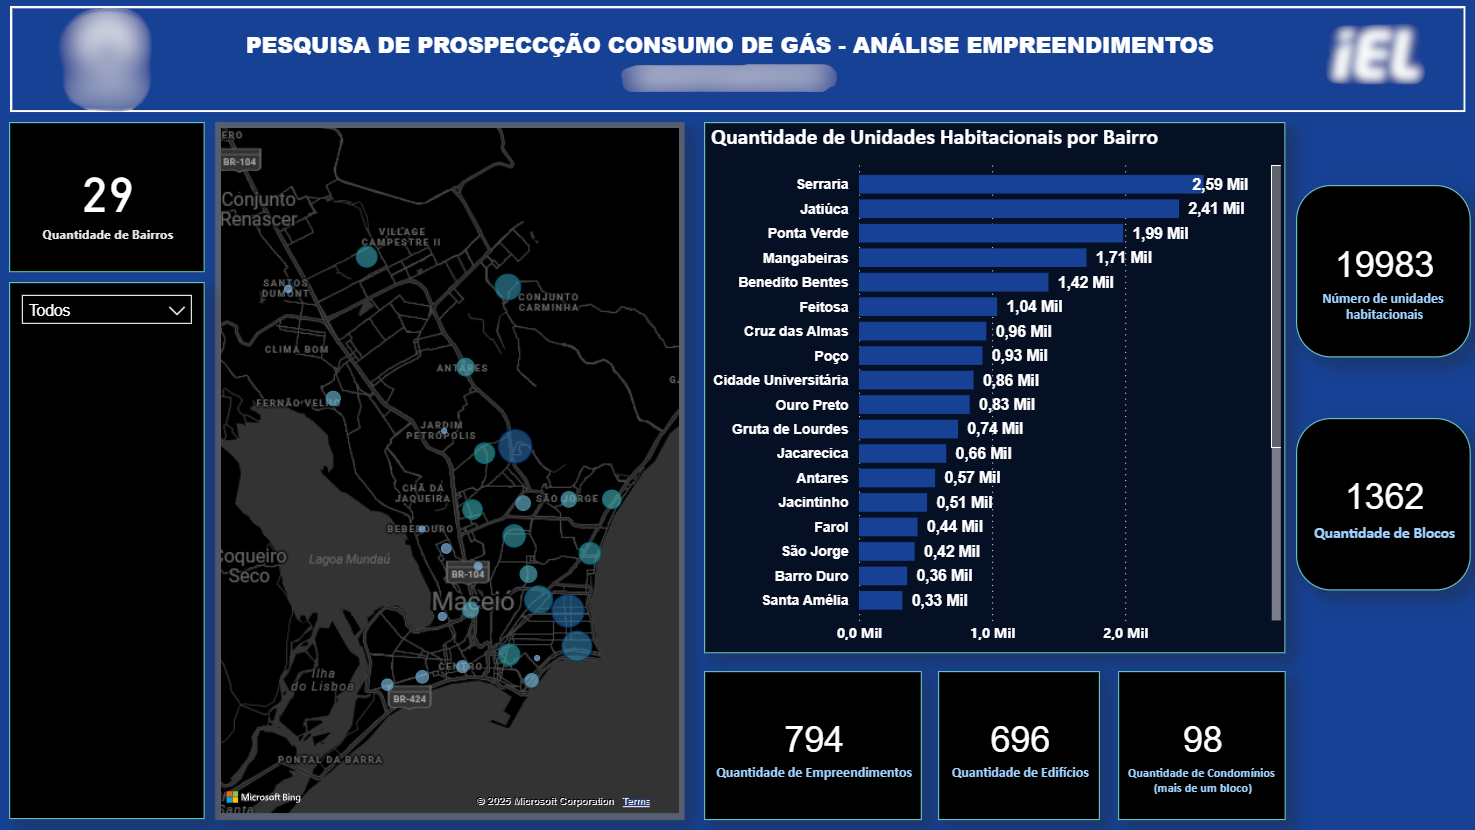 PESQUISA DE PROSPECCÇÃO CONSUMO DE GÁS - ANÁLISE EMPREENDIMENTOS
iEL
29
Quantidade de Bairros
Todos
ERO
BR-104
Conjunto
Renascer
VILLAGE
CAMPESTRE II
SANTOS
DUMONT
CONJUNTO
CARMINHA
CLIMA BOM
ANTARES
FERNÃO VELHO
JARDIM
PETRÓPOLIS
CHÃ DA
JAQUEIRA
SÃO JORGE
BEBEDOURO
Coqueiro
Seco
Lagoa Mundaú
BR-104
Maceió
CENTRO
Ilha
do Lisboa
BR-424
PONTAL DA BARRA
Microsoft Bing
Santa
© 2025 Microsoft Corporation Terms
Quantidade de Unidades Habitacionais por Bairro
Serraria 2,59 Mil
Jatiúca 2,41 Mil
Ponta Verde 1,99 Mil
Mangabeiras 1,71 Mil
Benedito Bentes 1,42 Mil
Feitosa 1,04 Mil
Cruz das Almas 0,96 Mil
Poço 0,93 Mil
Cidade Universitária 0,86 Mil
Ouro Preto 0,83 Mil
Gruta de Lourdes 0,74 Mil
Jacarecica 0,66 Mil
Antares 0,57 Mil
Jacintinho 0,51 Mil
Farol 0,44 Mil
São Jorge 0,42 Mil
Barro Duro 0,36 Mil
Santa Amélia 0,33 Mil
0,0 Mil 1,0 Mil 2,0 Mil
19983
Número de unidades
habitacionais
1362
Quantidade de Blocos
794
Quantidade de Empreendimentos
696
Quantidade de Edifícios
98
Quantidade de Condomínios
(mais de um bloco)